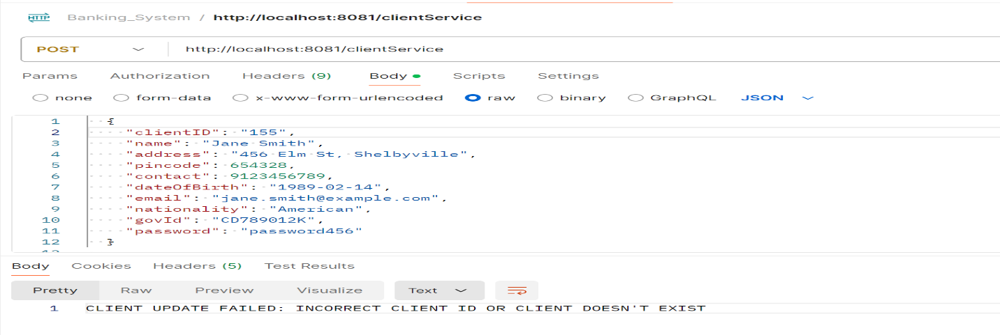 HTTP Banking_System / http://localhost:8081/clientService
POST http://localhost:8081/clientService
Params Authorization Headers (9) Body Scripts Settings
none form-data x-www-form-urlencoded raw binary GraphQL JSON
1 {
2 "clientID": "155",
3 "name": "Jane Smith",
4 "address": "456 Elm St, Shelbyville",
5 "pincode": 654328,
6 "contact": 9123456789,
7 "dateOfBirth": "1989-02-14",
8 "email": "jane.smith@example.com",
9 "nationality": "American",
10 "govId": "CD789012K",
11 "password": "password456"
12 }
Body Cookies Headers (5) Test Results
Pretty Raw Preview Visualize Text
1 CLIENT UPDATE FAILED: INCORRECT CLIENT ID OR CLIENT DOESN'T EXIST